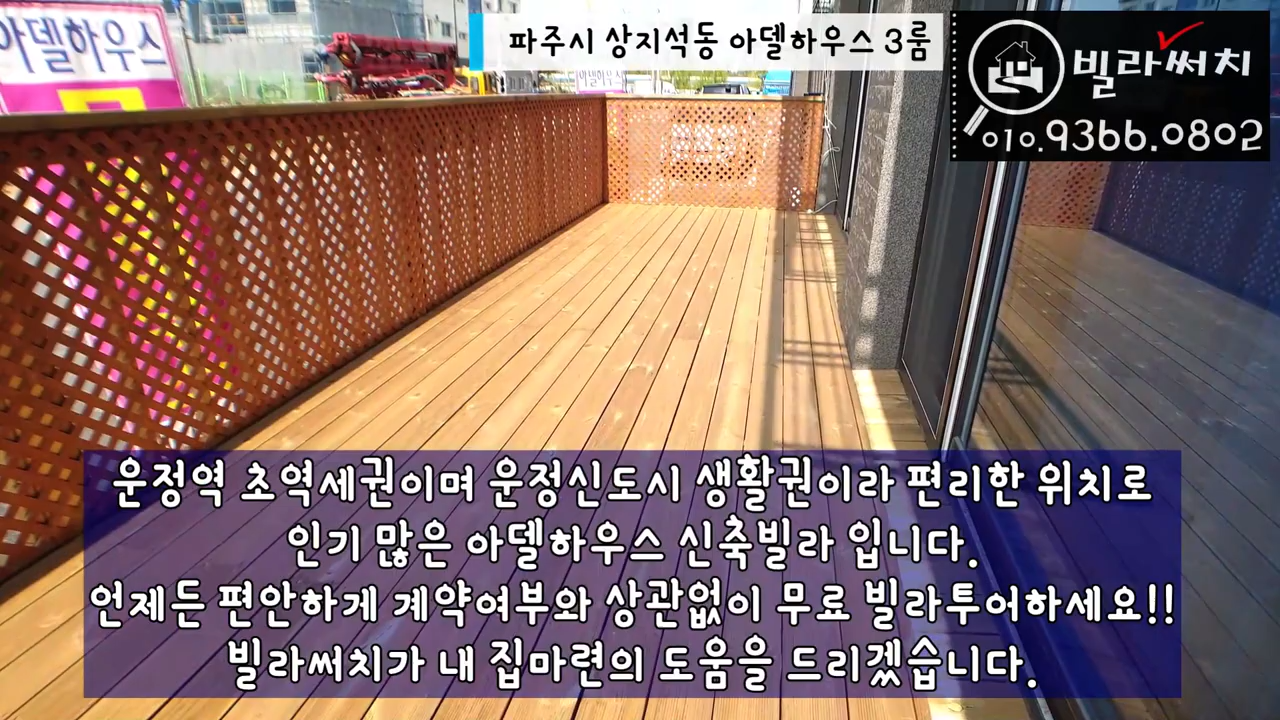 아델하우스
파주시 상지석동 아델하우스 3룸
빌라써치
010.9366.0802
아델하우스
운정역 초역세권이며 운정신도시 생활권이라 편리한 위치로
인기 많은 아델하우스 신축빌라 입니다.
언제든 편안하게 계약여부와 상관없이 무료 빌라투어하세요!!
빌라써치가 내 집마련의 도움을 드리겠습니다.